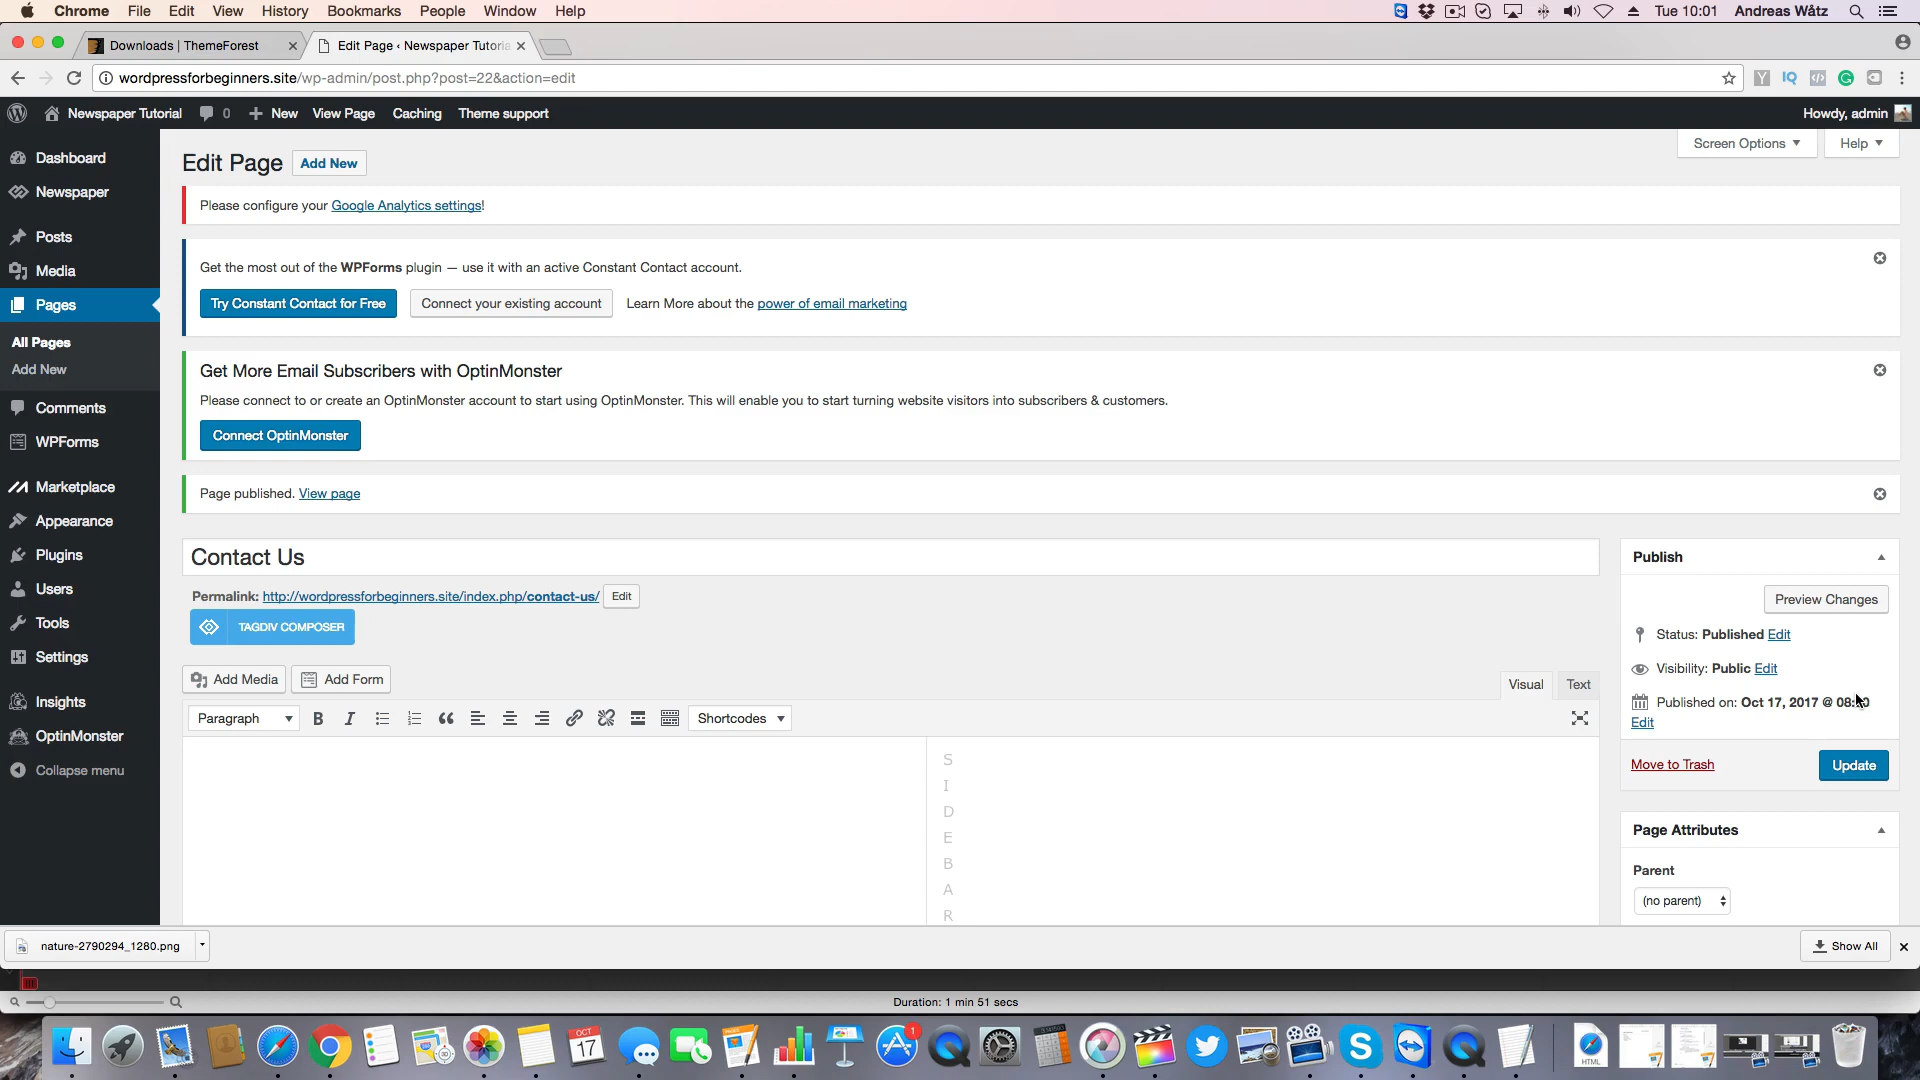 Chrome File Edit View History Bookmarks People Window Help Tue 10:01 Andreas Wåtz
Downloads | ThemeForest
Edit Page ‹ Newspaper Tutoria
wordpressforbeginners.site/wp-admin/post.php?post=22&action=edit
Newspaper Tutorial 0 New View Page Caching Theme support Howdy, admin
Dashboard
Newspaper
Posts
Media
Pages
All Pages
Add New
Comments
WPForms
Marketplace
Appearance
Plugins
Users
Tools
Settings
Insights
OptinMonster
Collapse menu
Screen Options
Help
Edit Page Add New
Please configure your Google Analytics settings!
Get the most out of the WPForms plugin — use it with an active Constant Contact account.
Try Constant Contact for Free Connect your existing account Learn More about the power of email marketing
Get More Email Subscribers with OptinMonster
Please connect to or create an OptinMonster account to start using OptinMonster. This will enable you to start turning website visitors into subscribers & customers.
Connect OptinMonster
Page published. View page
Contact Us
Permalink: http://wordpressforbeginners.site/index.php/contact-us/ Edit
TAGDIV COMPOSER
Add Media Add Form
Visual Text
Paragraph B I Shortcodes
S
I
D
E
B
A
R
Publish
Preview Changes
Status: Published Edit
Visibility: Public Edit
Published on: Oct 17, 2017 @
Edit
Move to Trash Update
Page Attributes
Parent
(no parent)
nature-2790294_1280.png
Show All
Duration: 1 min 51 secs
OCT
17
1
HTML